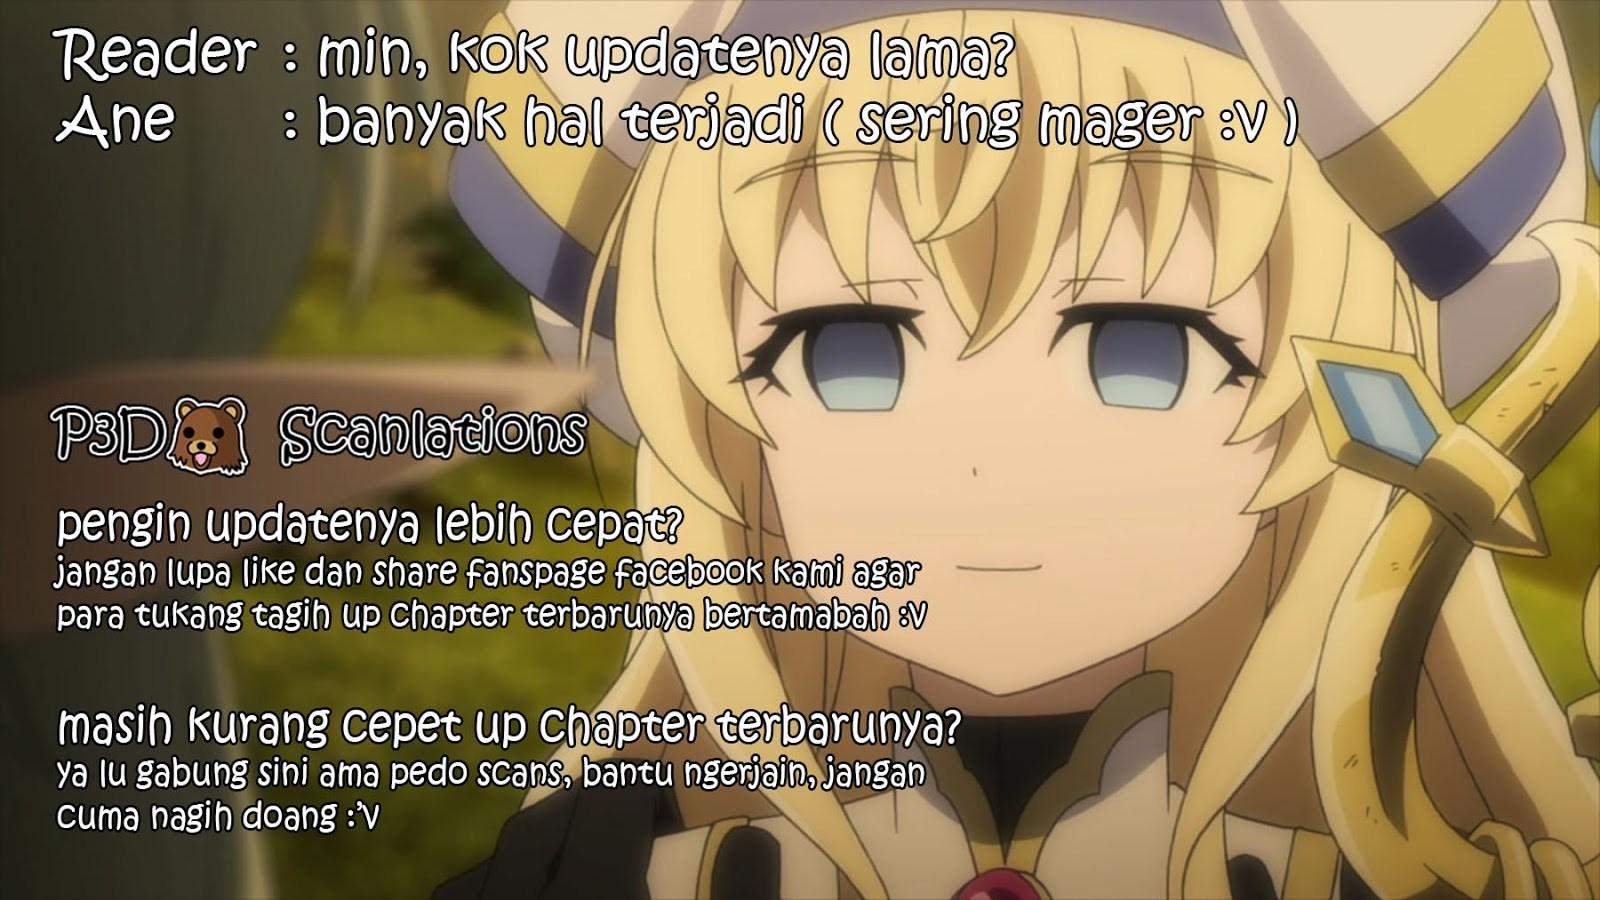 Reader : min, kok updatenya lama?
Ane : banyak hal terjadi ( sering mager :v )
P3D Scanlations
pengin updatenya lebih cepat?
jangan lupa like dan share fanspage facebook kami agar
para tukang tagih up chapter terbarunya bertamabah :v
masih kurang cepet up chapter terbarunya?
ya lu gabung sini ama pedo scans, bantu ngerjain, jangan
cuma nagih doang :'v